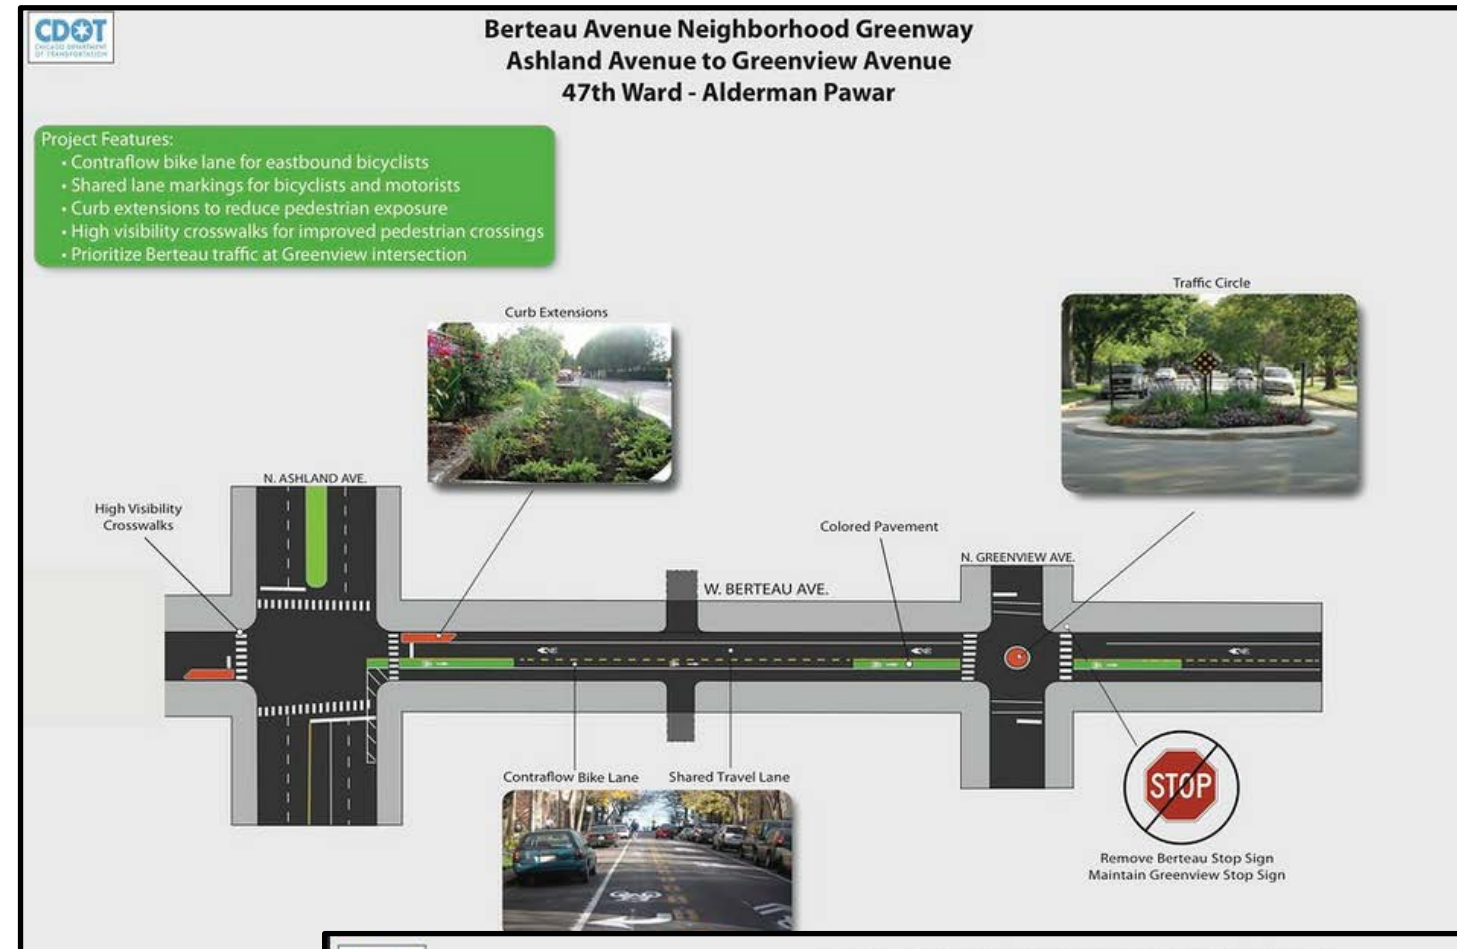 CDOT
CHICAGO DEPARTMENT
OF TRANSPORTATION
Berteau Avenue Neighborhood Greenway
Ashland Avenue to Greenview Avenue
47th Ward - Alderman Pawar
Project Features:
• Contraflow bike lane for eastbound bicyclists
• Shared lane markings for bicyclists and motorists
• Curb extensions to reduce pedestrian exposure
• High visibility crosswalks for improved pedestrian crossings
• Prioritize Berteau traffic at Greenview intersection
Traffic Circle
Curb Extensions
N. ASHLAND AVE.
High Visibility
Crosswalks
Colored Pavement
N. GREENVIEW AVE.
W. BERTEAU AVE.
Contraflow Bike Lane
Shared Travel Lane
STOP
Remove Berteau Stop Sign
Maintain Greenview Stop Sign